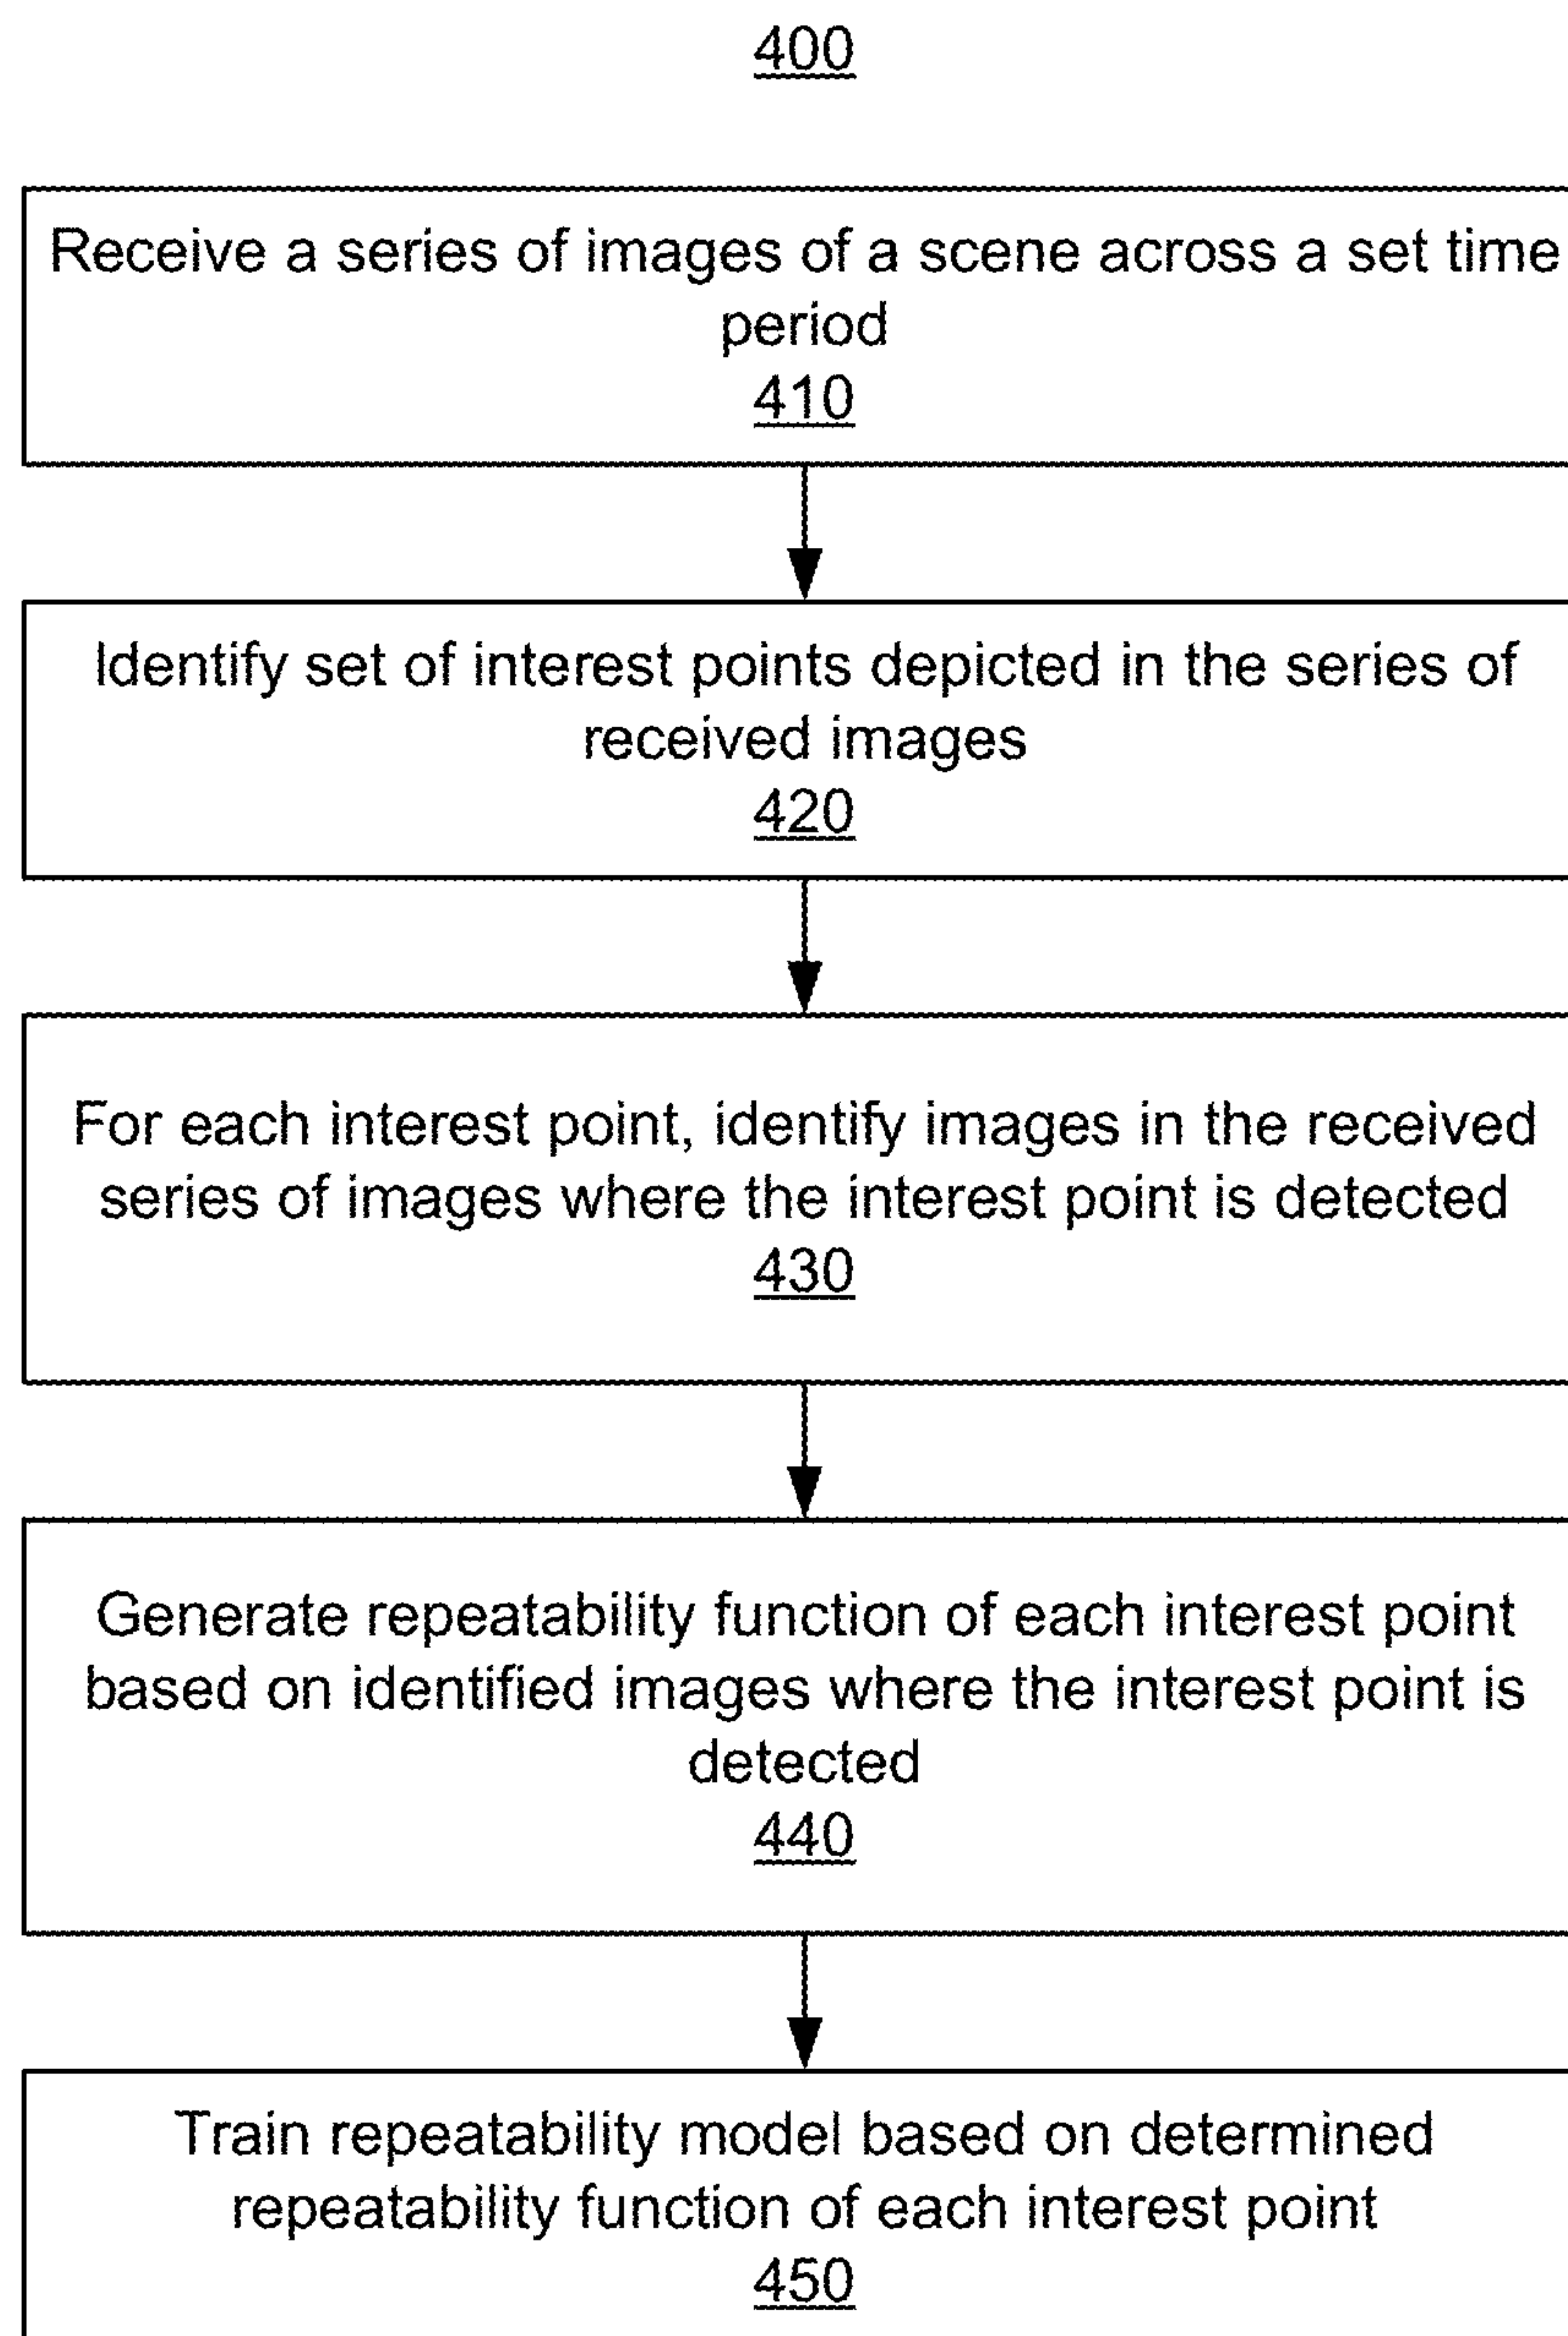 400
Receive a series of images of a scene across a set time
period
410
Identify set of interest points depicted in the series of
received images
420
For each interest point, identify images in the received
series of images where the interest point is detected
430
Generate repeatability function of each interest point
based on identified images where the interest point is
detected
440
Train repeatability model based on determined
repeatability function of each interest point
450